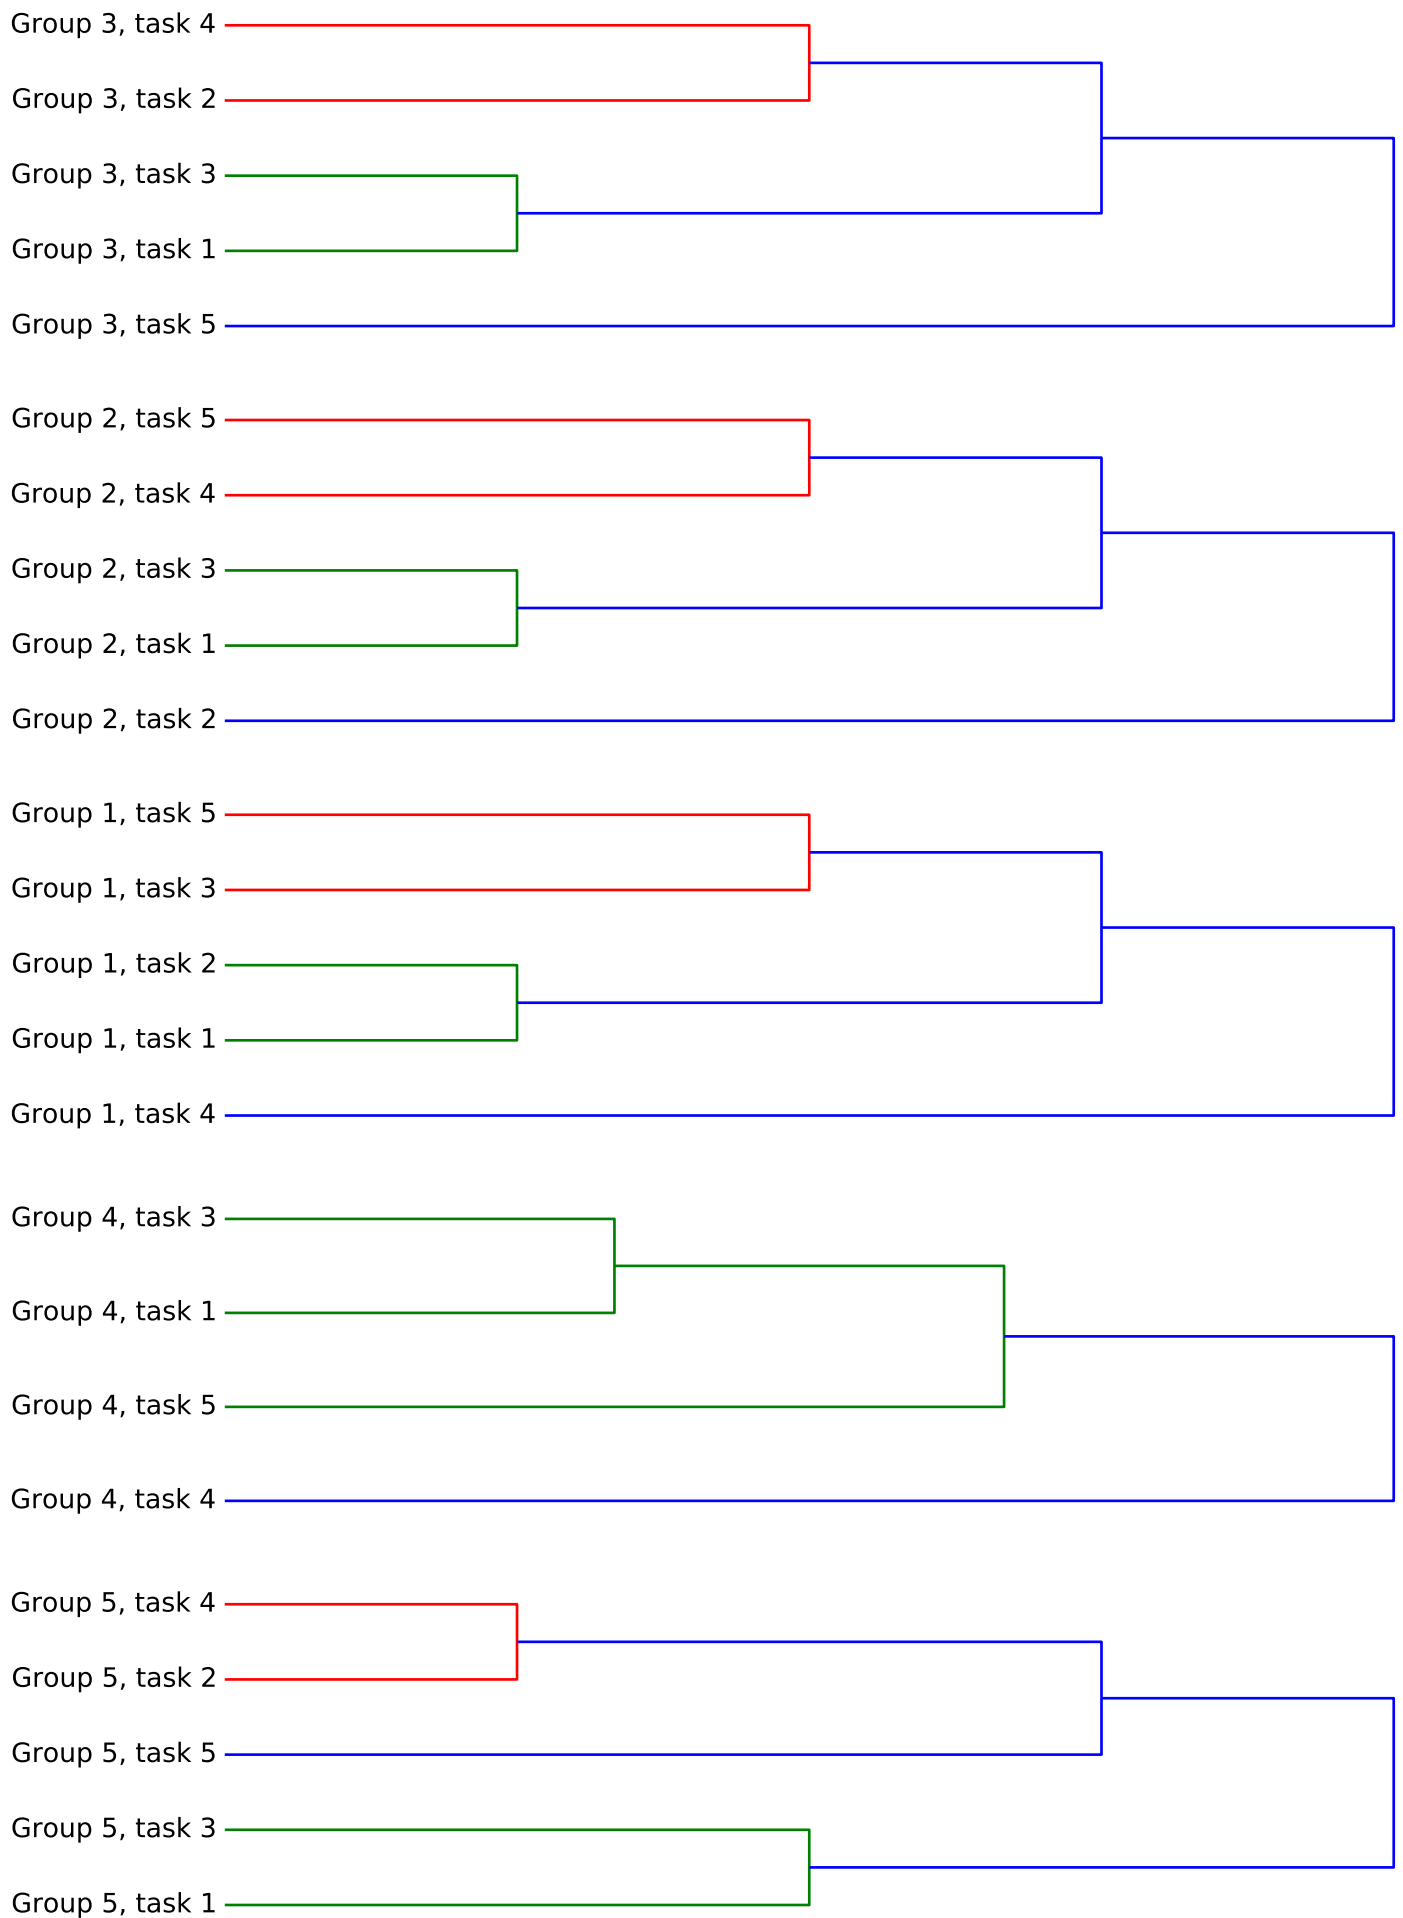 Group 3, task 4
Group 3, task 2
Group 3, task 3
Group 3, task 1
Group 3, task 5
Group 2, task 5
Group 2, task 4
Group 2, task 3
Group 2, task 1
Group 2, task 2
Group 1, task 5
Group 1, task 3
Group 1, task 2
Group 1, task 1
Group 1, task 4
Group 4, task 3
Group 4, task 1
Group 4, task 5
Group 4, task 4
Group 5, task 4
Group 5, task 2
Group 5, task 5
Group 5, task 3
Group 5, task 1